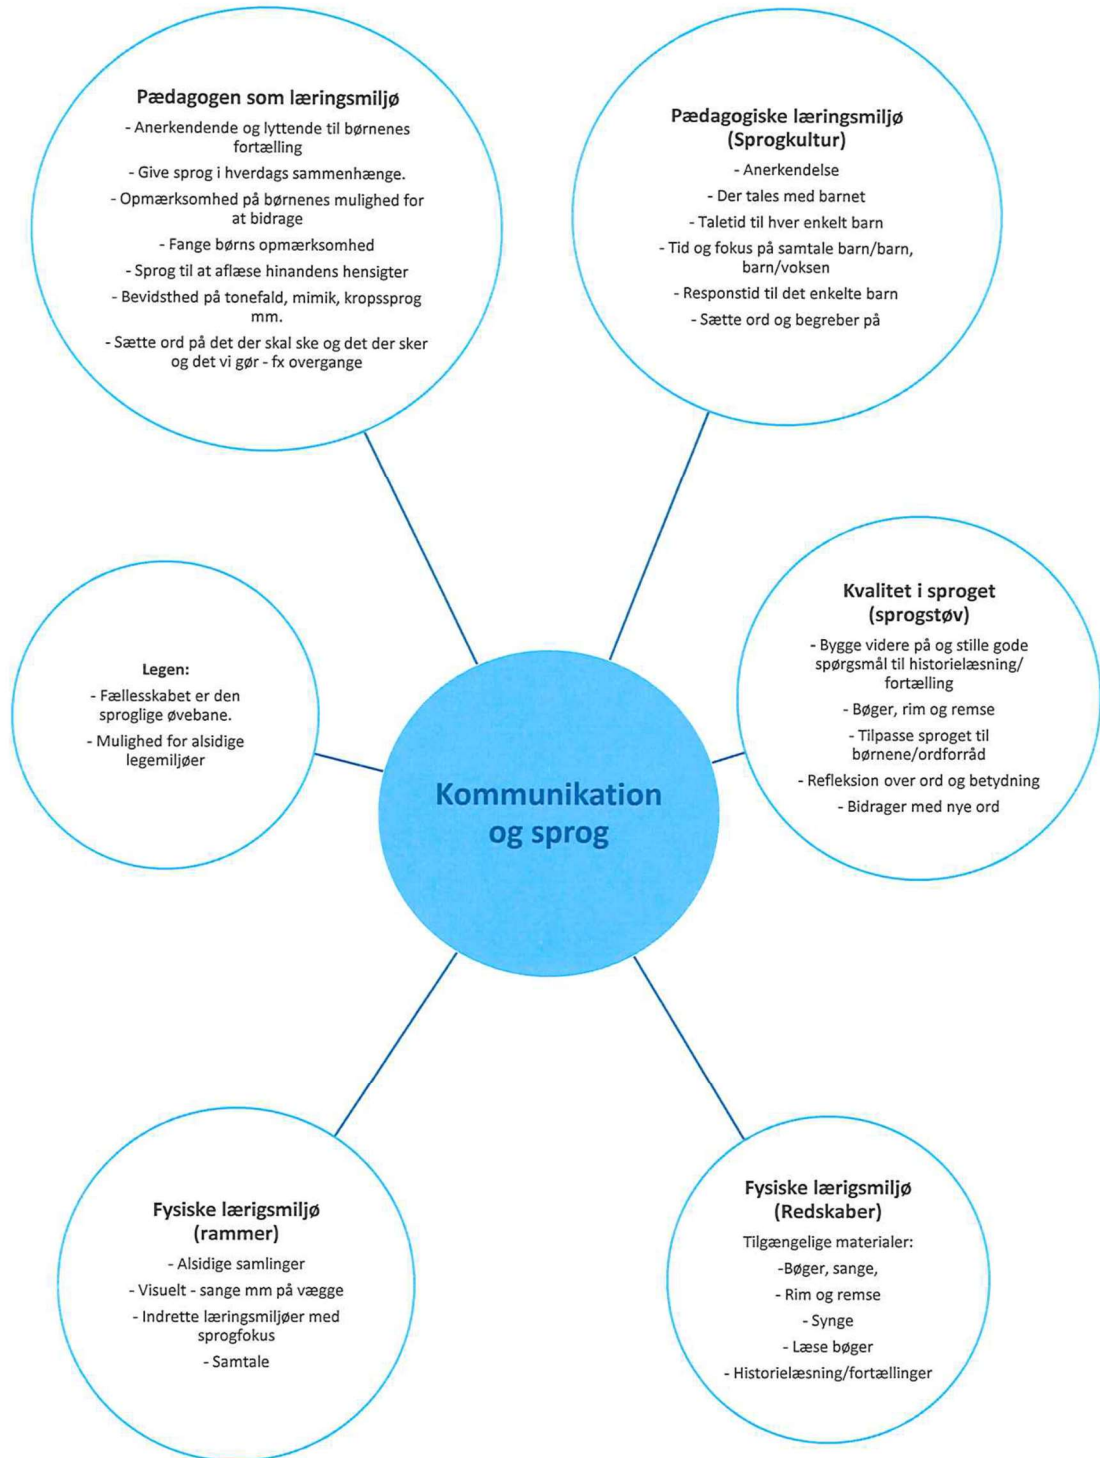 Pædagogen som læringsmiljø
- Anerkendende og lyttende til børnenes
fortælling
- Give sprog i hverdags sammenhænge.
- Opmærksomhed på børnenes mulighed for
at bidrage
- Fange børns opmærksomhed
- Sprog til at aflæse hinandens hensigter
- Bevidsthed på tonefald, mimik, kropssprog
mm.
- Sætte ord på det der skal ske og det der sker
og det vi gør - fx overgange
Pædagogiske læringsmiljø
(Sprogkultur)
- Anerkendelse
- Der tales med barnet
- Taletid til hver enkelt barn
- Tid og fokus på samtale barn/barn,
barn/voksen
- Responstid til det enkelte barn
- Sætte ord og begreber på
Legen:
- Fællesskabet er den
sproglige øvebane.
- Mulighed for alsidige
legemiljøer
Kvalitet i sproget
(sprogstøv)
- Bygge videre på og stille gode
spørgsmål til historielæsning/
fortælling
- Bøger, rim og remse
- Tilpasse sproget til
børnene/ordforråd
- Refleksion over ord og betydning
- Bidrager med nye ord
Kommunikation
og sprog
Fysiske lærigsmiljø
(rammer)
- Alsidige samlinger
- Visuelt - sange mm på vægge
- Indrette læringsmiljøer med
sprogfokus
- Samtale
Fysiske lærigsmiljø
(Redskaber)
Tilgængelige materialer:
-Bøger, sange,
- Rim og remse
- Synge
- Læse bøger
- Historielæsning/fortællinger